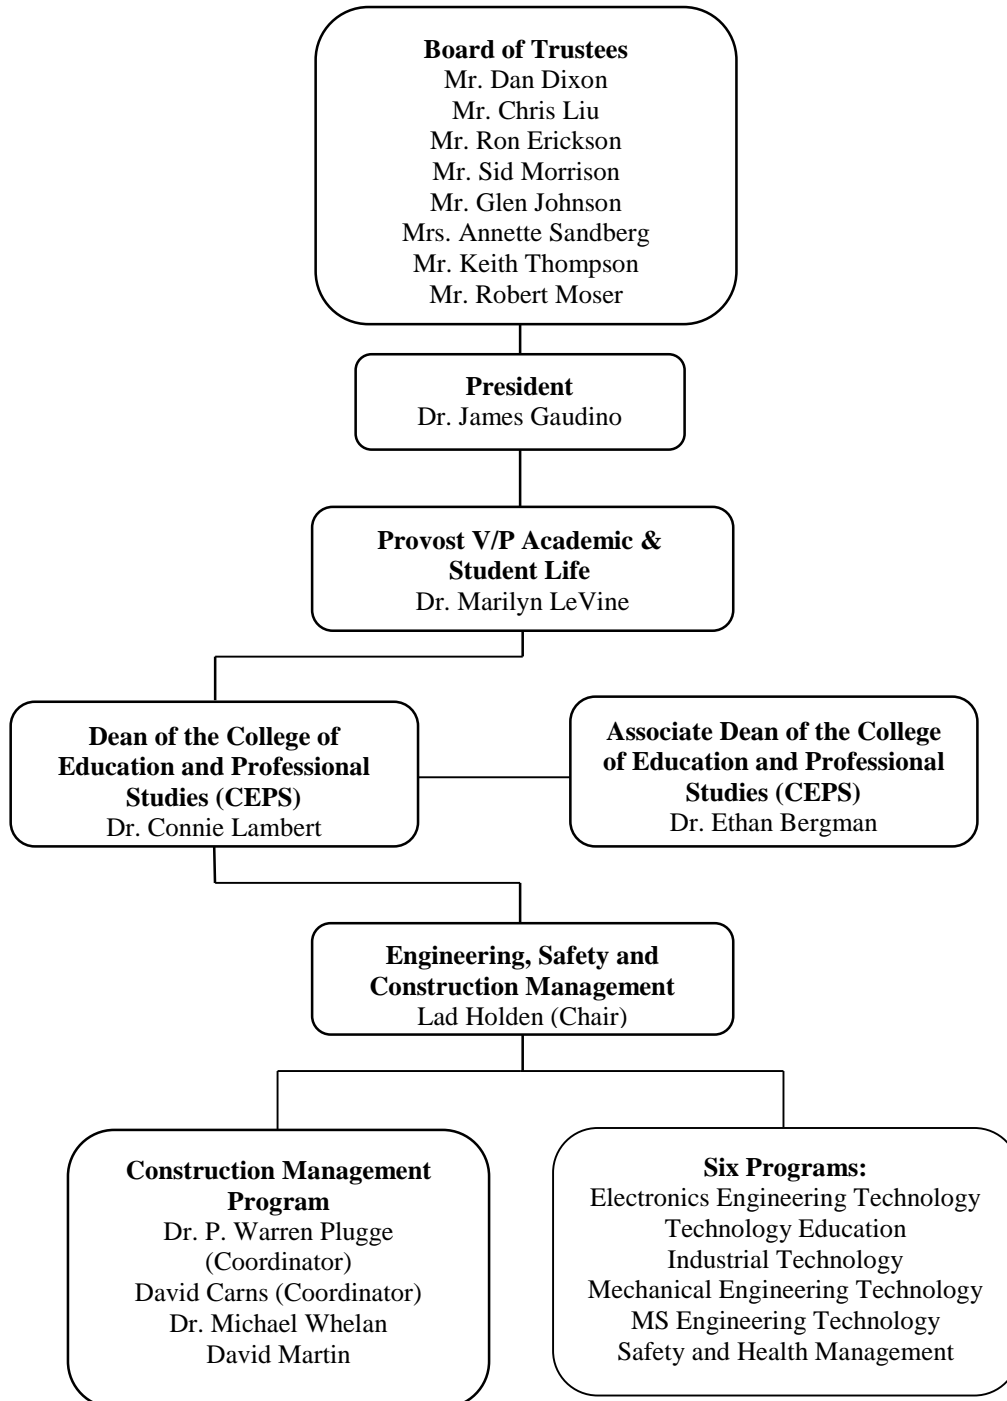 Board of Trustees
Mr. Dan Dixon
Mr. Chris Liu
Mr. Ron Erickson
Mr. Sid Morrison
Mr. Glen Johnson
Mrs. Annette Sandberg
Mr. Keith Thompson
Mr. Robert Moser
President
Dr. James Gaudino
Provost V/P Academic &
Student Life
Dr. Marilyn LeVine
Dean of the College of
Education and Professional
Studies (CEPS)
Dr. Connie Lambert
Associate Dean of the College
of Education and Professional
Studies (CEPS)
Dr. Ethan Bergman
Engineering, Safety and
Construction Management
Lad Holden (Chair)
Construction Management
Program
Dr. P. Warren Plugge
(Coordinator)
David Carns (Coordinator)
Dr. Michael Whelan
David Martin
Six Programs:
Electronics Engineering Technology
Technology Education
Industrial Technology
Mechanical Engineering Technology
MS Engineering Technology
Safety and Health Management